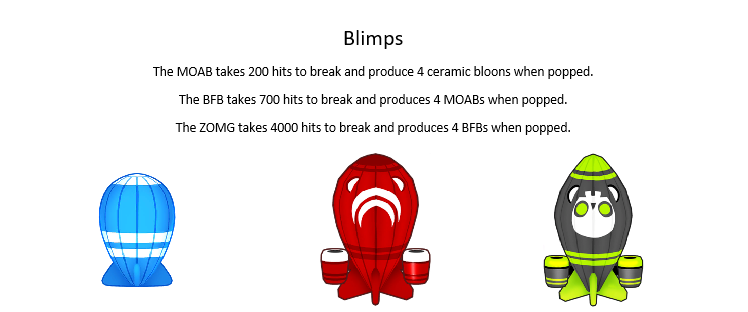 Blimps
The MOAB takes 200 hits to break and produce 4 ceramic bloons when popped.
The BFB takes 700 hits to break and produces 4 MOABs when popped.
The ZOMG takes 4000 hits to break and produces 4 BFBs when popped.